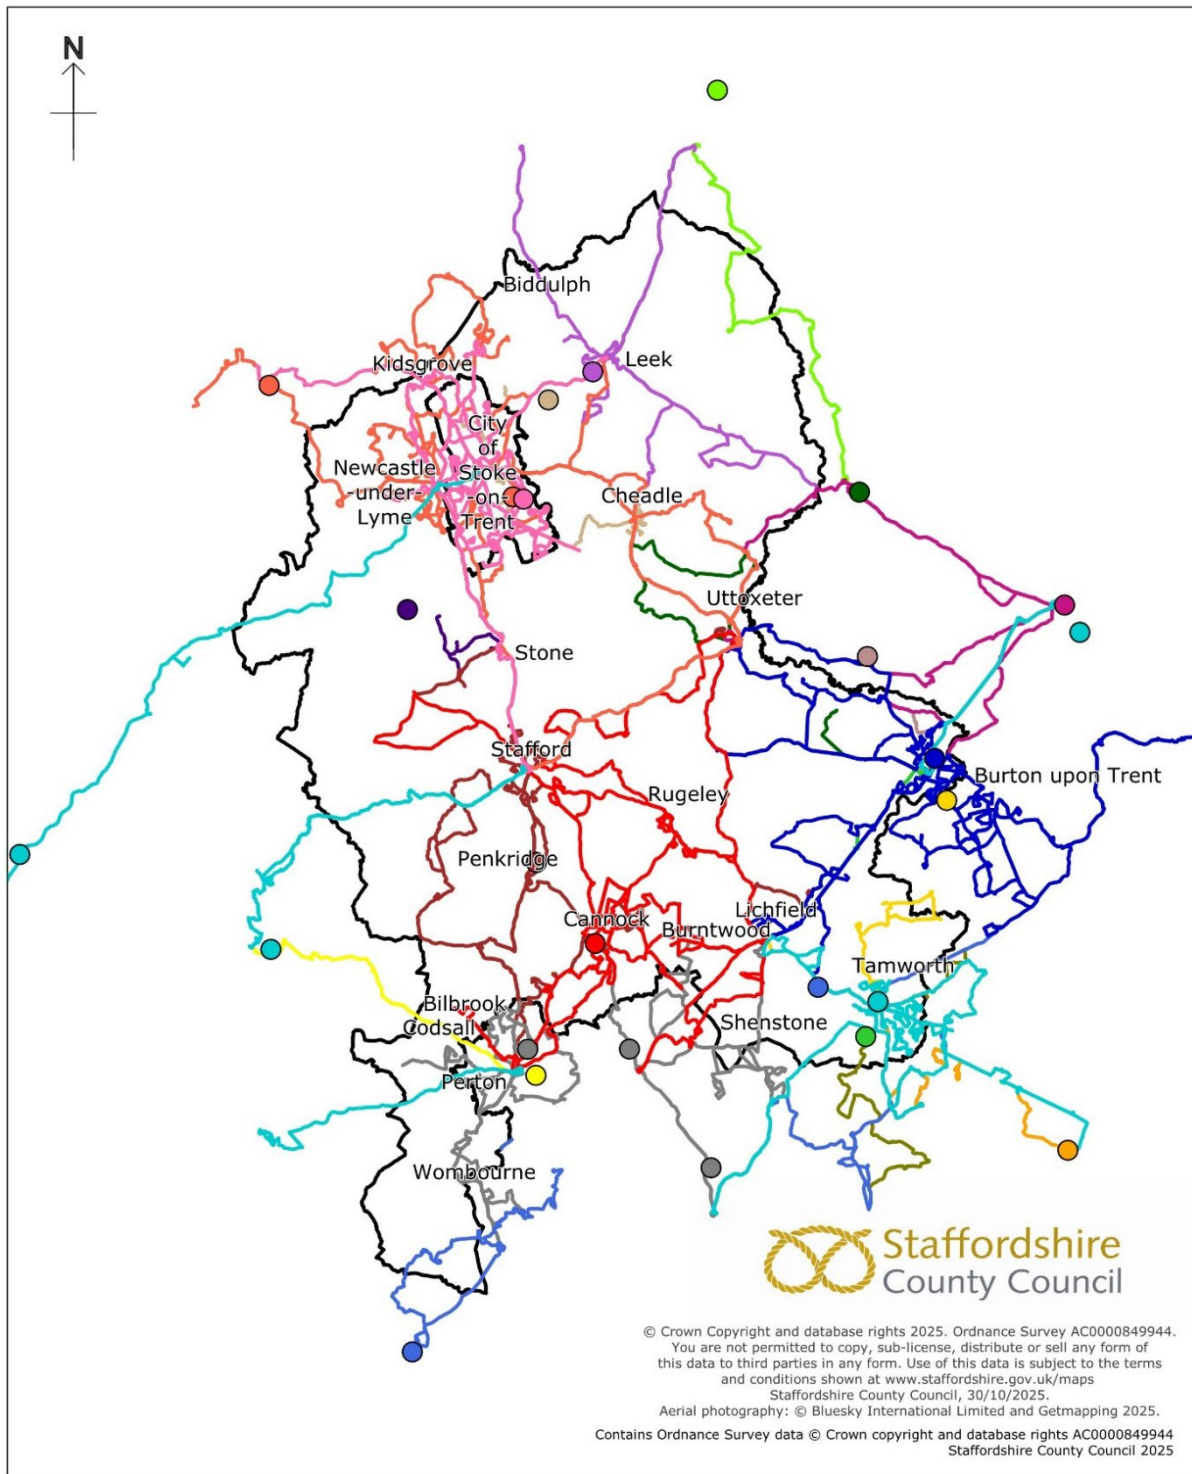 N
Biddulph
Kidsgrove
Leek
City
of
Stoke
-on-
Trent
Newcastle
-under-
Lyme
Cheadle
Uttoxeter
Stone
Stafford
Rugeley
Burton upon Trent
Penkridge
Cannock
Lichfield
Burntwood
Tamworth
Bilbrook
Codsall
Shenstone
Perton
Wombourne
Staffordshire
County Council
© Crown Copyright and database rights 2025. Ordnance Survey AC0000849944.
You are not permitted to copy, sub-license, distribute or sell any form of
this data to third parties in any form. Use of this data is subject to the terms
and conditions shown at www.staffordshire.gov.uk/maps
Staffordshire County Council, 30/10/2025.
Aerial photography: © Bluesky International Limited and Getmapping 2025.
Contains Ordnance Survey data © Crown copyright and database rights AC0000849944
Staffordshire County Council 2025